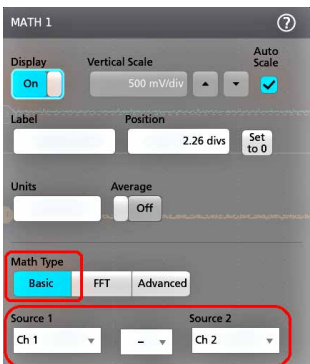 MATH 1 ?
Auto
Display Vertical Scale Scale
On 500 mV/div
Label Position
2.26 divs Set
to 0
Units Average
Off
Math Type
Basic FFT Advanced
Source 1 Source 2
Ch 1 - Ch 2